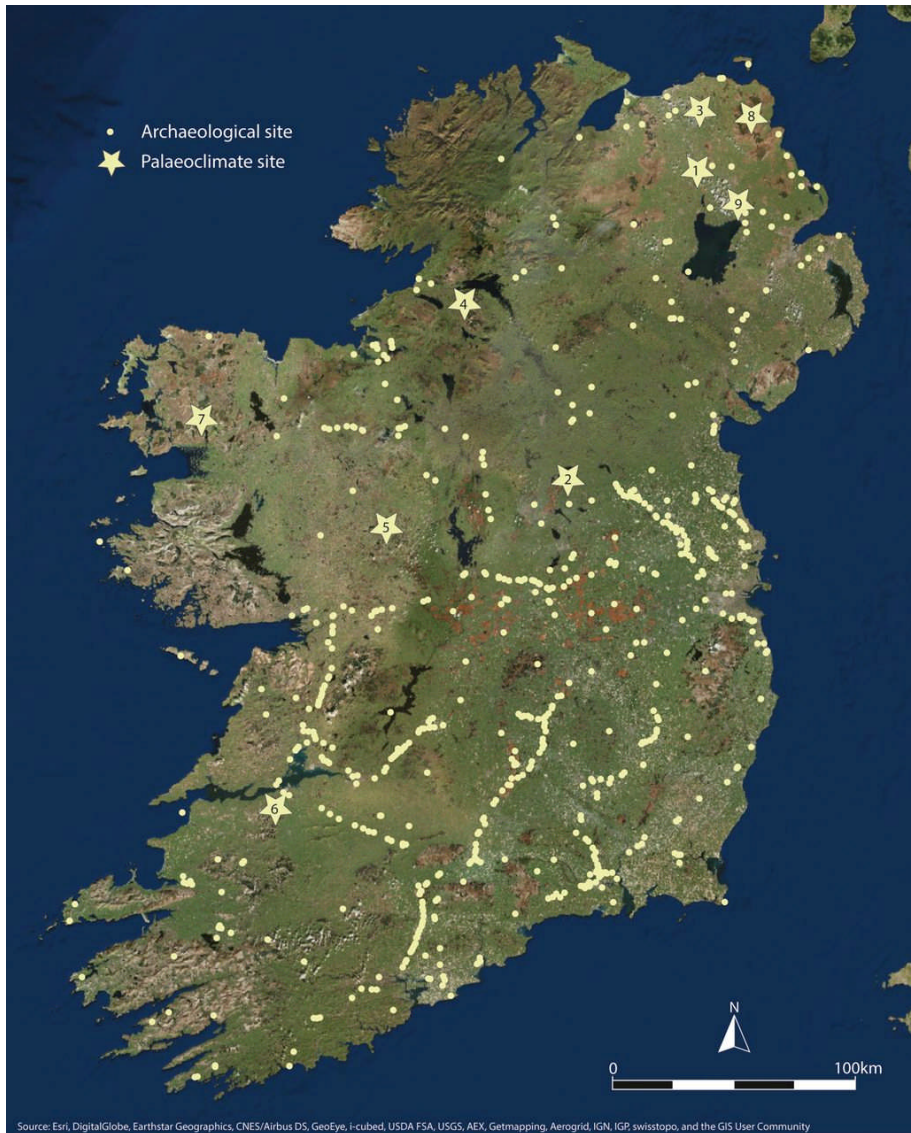 Archaeological site
Palaeoclimate site
3
8
1
9
4
7
2
5
6
N
0 100km
Source: Esri, DigitalGlobe, Earthstar Geographics, CNES/Airbus DS, GeoEye, i-cubed, USDA FSA, USGS, AEX, Getmapping, Aerogrid, IGN, IGP, swisstopo, and the GIS User Community